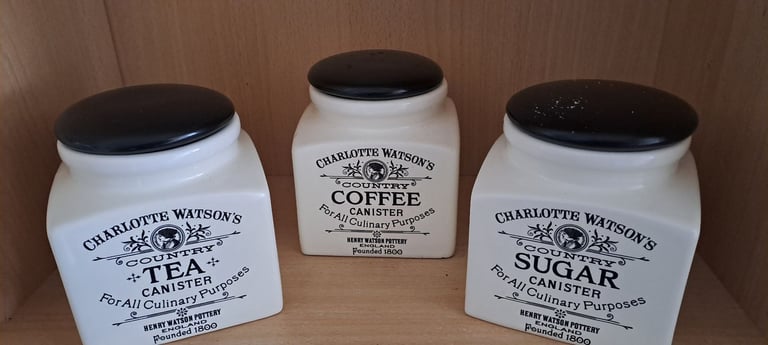 CHARLOTTE WATSON'S
COUNTRY
TEA
CANISTER
For All Culinary Purposes
HENRY WATSON POTTERY
ENGLAND
Founded 1800
CHARLOTTE WATSON'S
COUNTRY
COFFEE
CANISTER
For All Culinary Purposes
HENRY WATSON POTTERY
ENGLAND
Founded 1800
CHARLOTTE WATSON'S
COUNTRY
SUGAR
CANISTER
For All Culinary Purposes
HENRY WATSON POTTERY
ENGLAND
Founded 1800